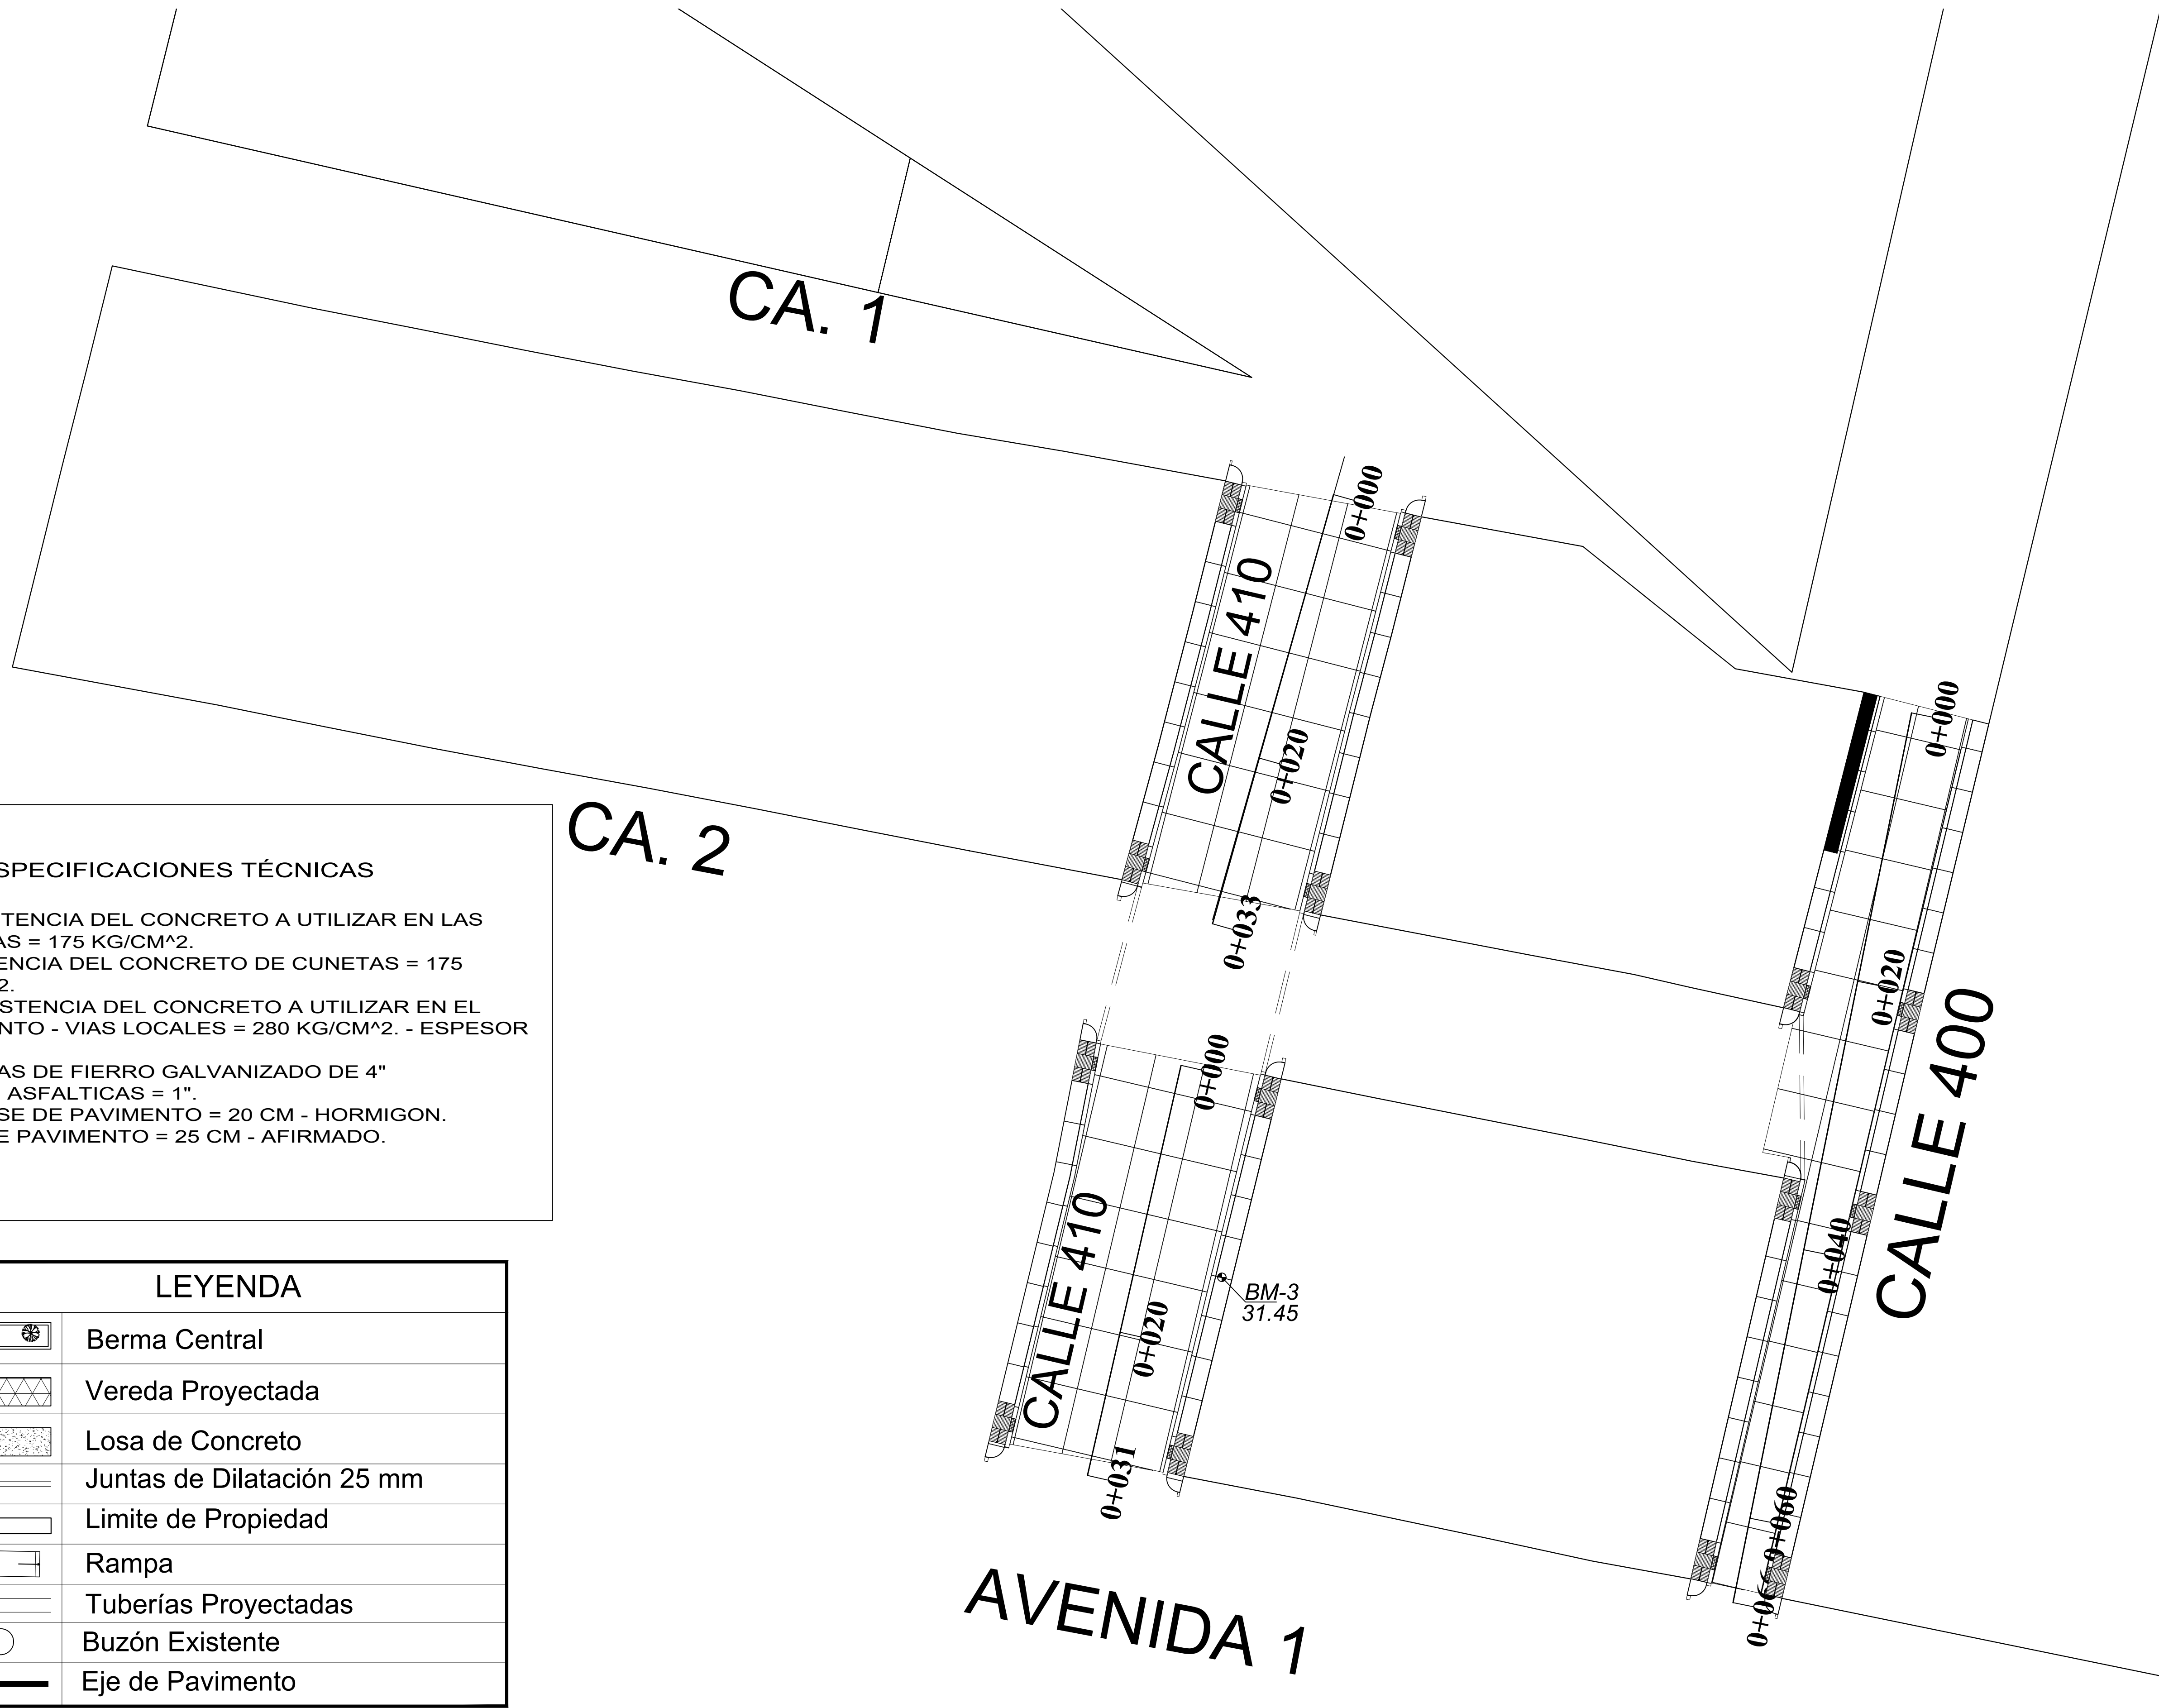 CA. 1
0+000
CALLE 410
0+020
0+033
CA. 2
0+000
0+020
CALLE 400
0+040
0+060
SPECIFICACIONES TÉCNICAS
TENCIA DEL CONCRETO A UTILIZAR EN LAS
AS = 175 KG/CM^2.
ENCIA DEL CONCRETO DE CUNETAS = 175
2.
STENCIA DEL CONCRETO A UTILIZAR EN EL
NTO - VIAS LOCALES = 280 KG/CM^2. - ESPESOR
AS DE FIERRO GALVANIZADO DE 4"
ASFALTICAS = 1".
SE DE PAVIMENTO = 20 CM - HORMIGON.
E PAVIMENTO = 25 CM - AFIRMADO.
0+000
CALLE 410
0+020
BM-3
31.45
0+031
LEYENDA
Berma Central
Vereda Proyectada
Losa de Concreto
Juntas de Dilatación 25 mm
Limite de Propiedad
Rampa
Tuberías Proyectadas
Buzón Existente
Eje de Pavimento
AVENIDA 1